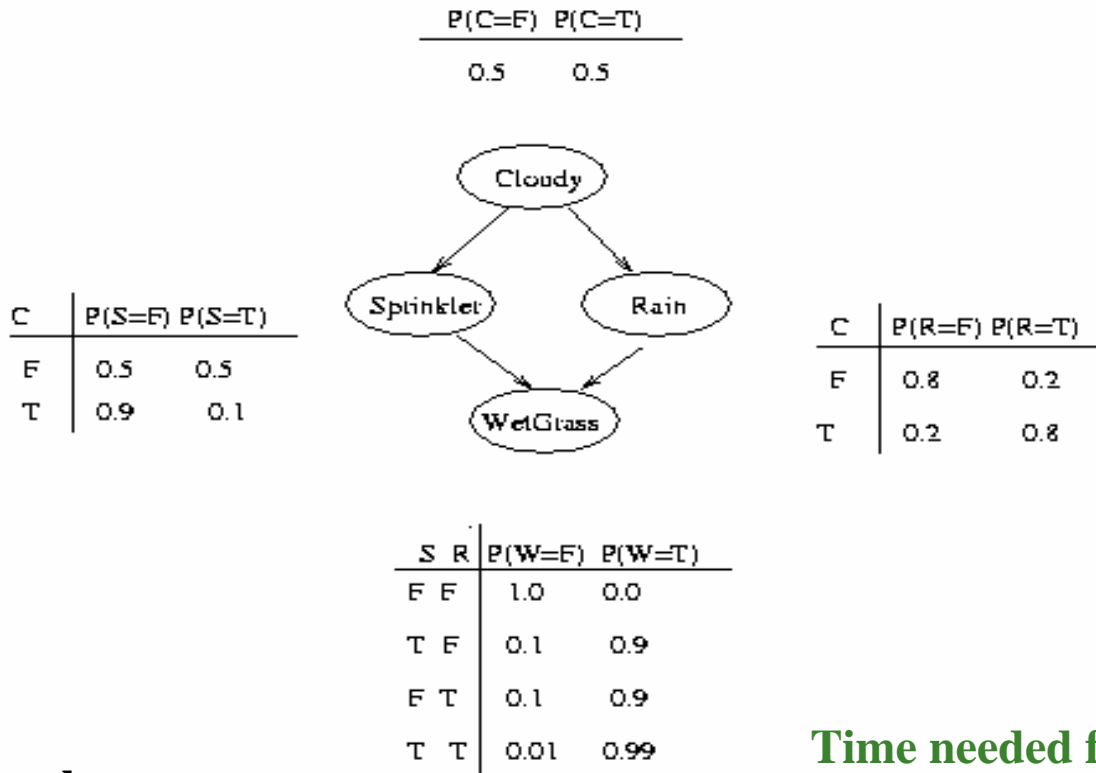 P(C=F) P(C=T)
0.5 0.5
Cloudy
Sprinkler
Rain
WetGrass
C P(S=F) P(S=T)
F 0.5 0.5
T 0.9 0.1
C P(R=F) P(R=T)
F 0.8 0.2
T 0.2 0.8
S R P(W=F) P(W=T)
F F 1.0 0.0
T F 0.1 0.9
F T 0.1 0.9
T T 0.01 0.99
Time needed f